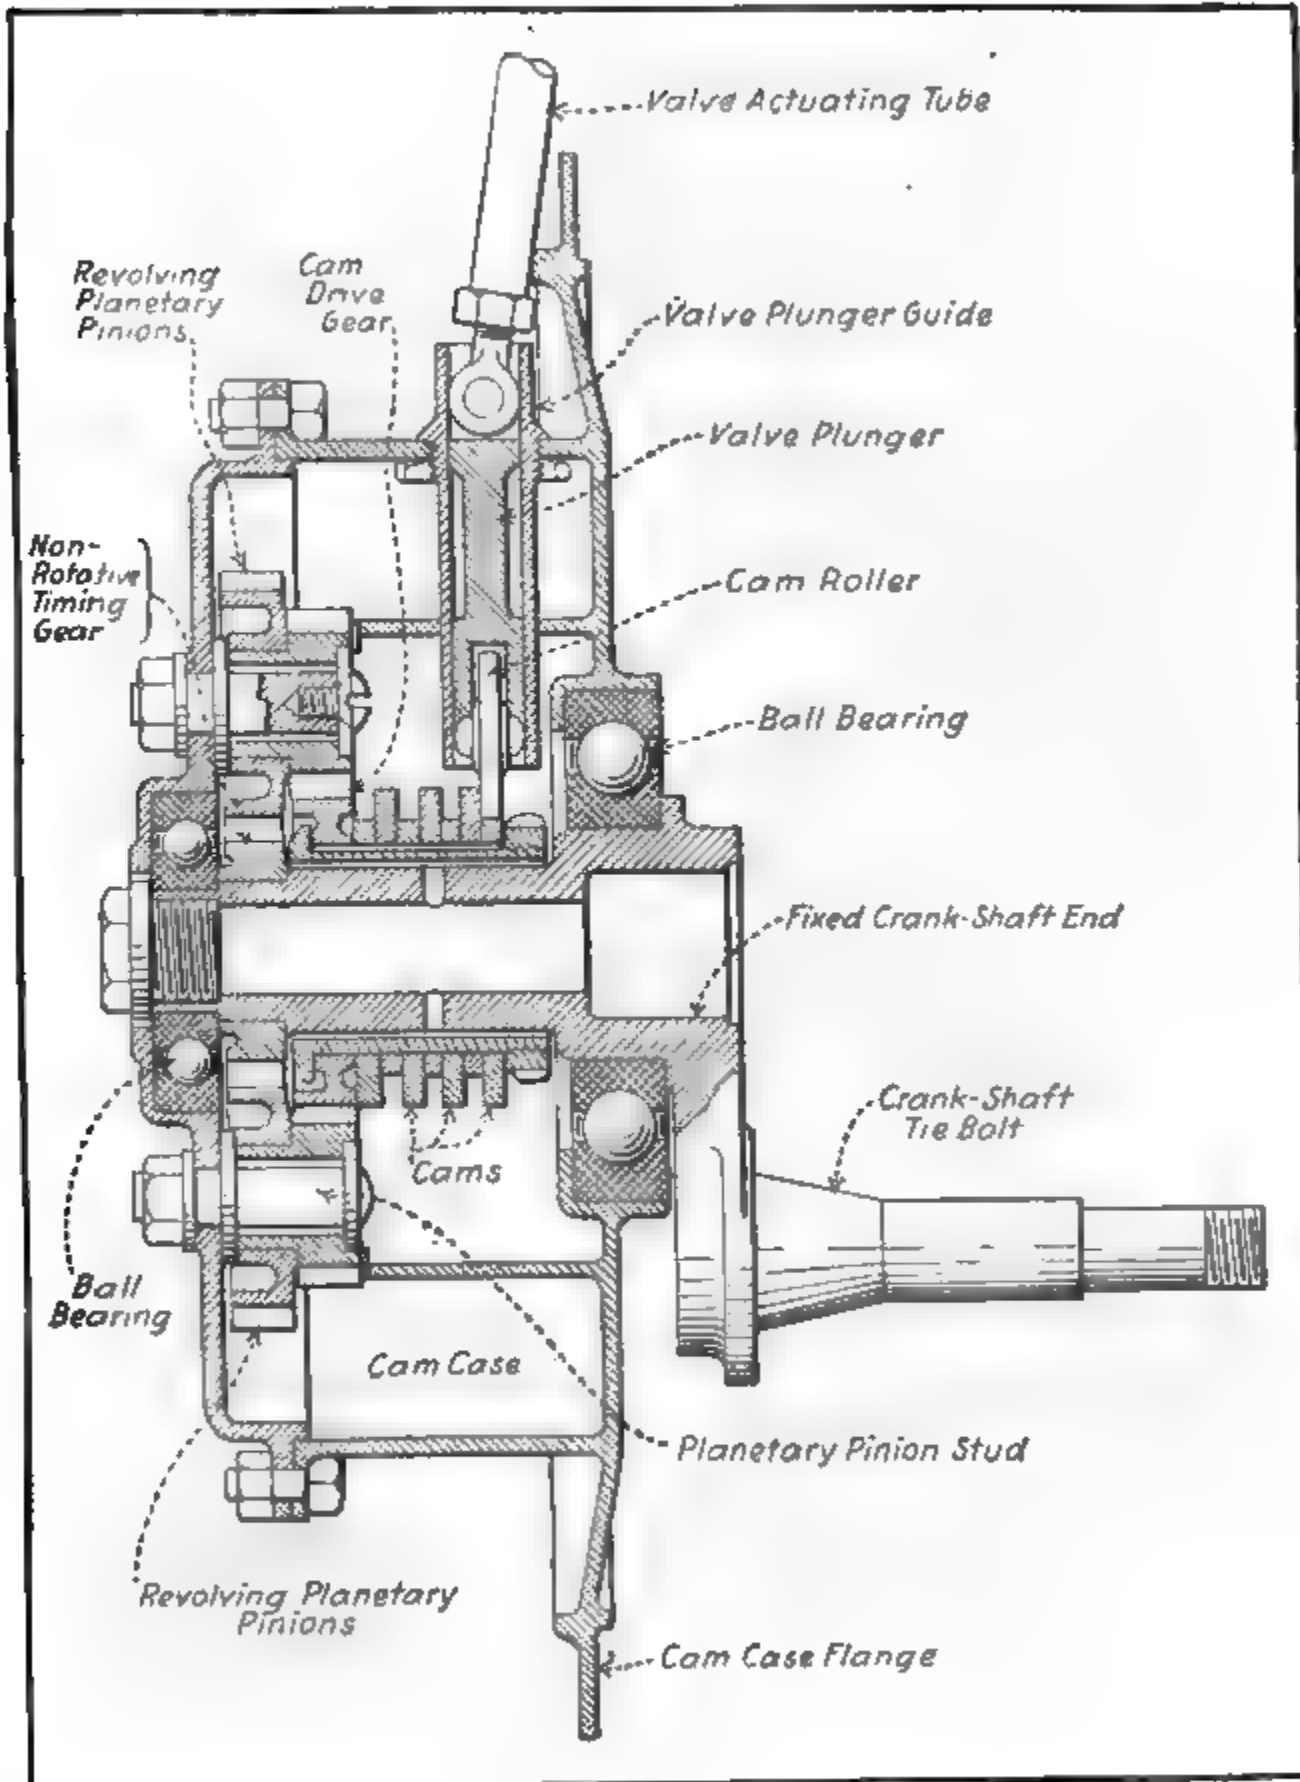 Valve Actuating Tube
Revolving
Planetary
Pinions
Cam
Drive
Gear
Valve Plunger Guide
Valve Plunger
Non-
Rotative
Timing
Gear
Cam Roller
Ball Bearing
Fixed Crank-Shaft End
Crank-Shaft
Tie Bolt
Cams
Ball
Bearing
Cam Case
Planetary Pinion Stud
Revolving Planetary
Pinions
Cam Case Flange